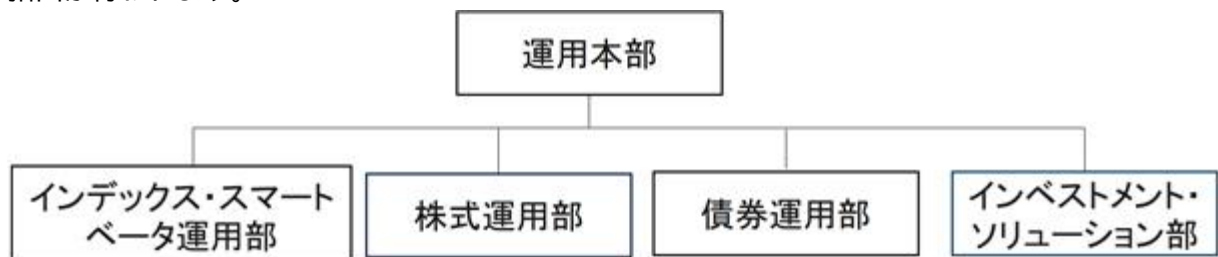 運用本部
インデックス・スマート
ベータ運用部
株式運用部
債券運用部
インベストメント・
ソリューション部